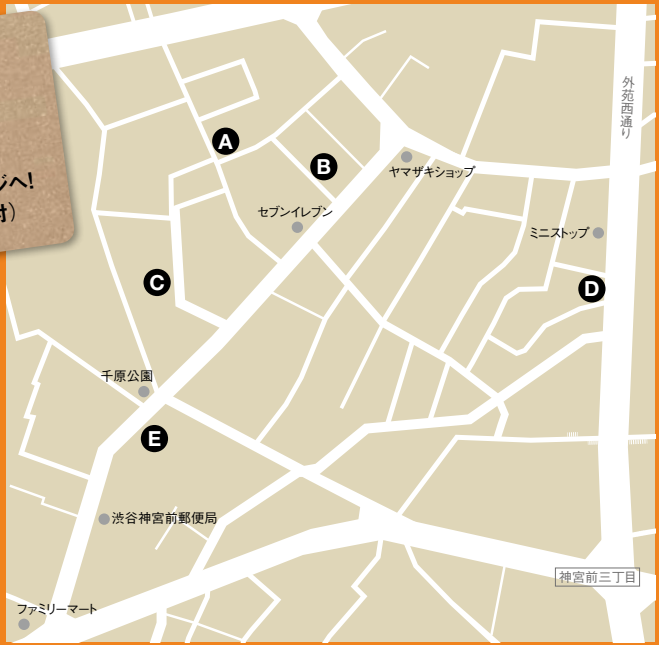 ジへ!
)
外苑西通り
A
B
ヤマザキショップ
セブンイレブン
ミニストップ
C
D
千原公園
E
渋谷神宮前郵便局
神宮前三丁目
ファミリーマート